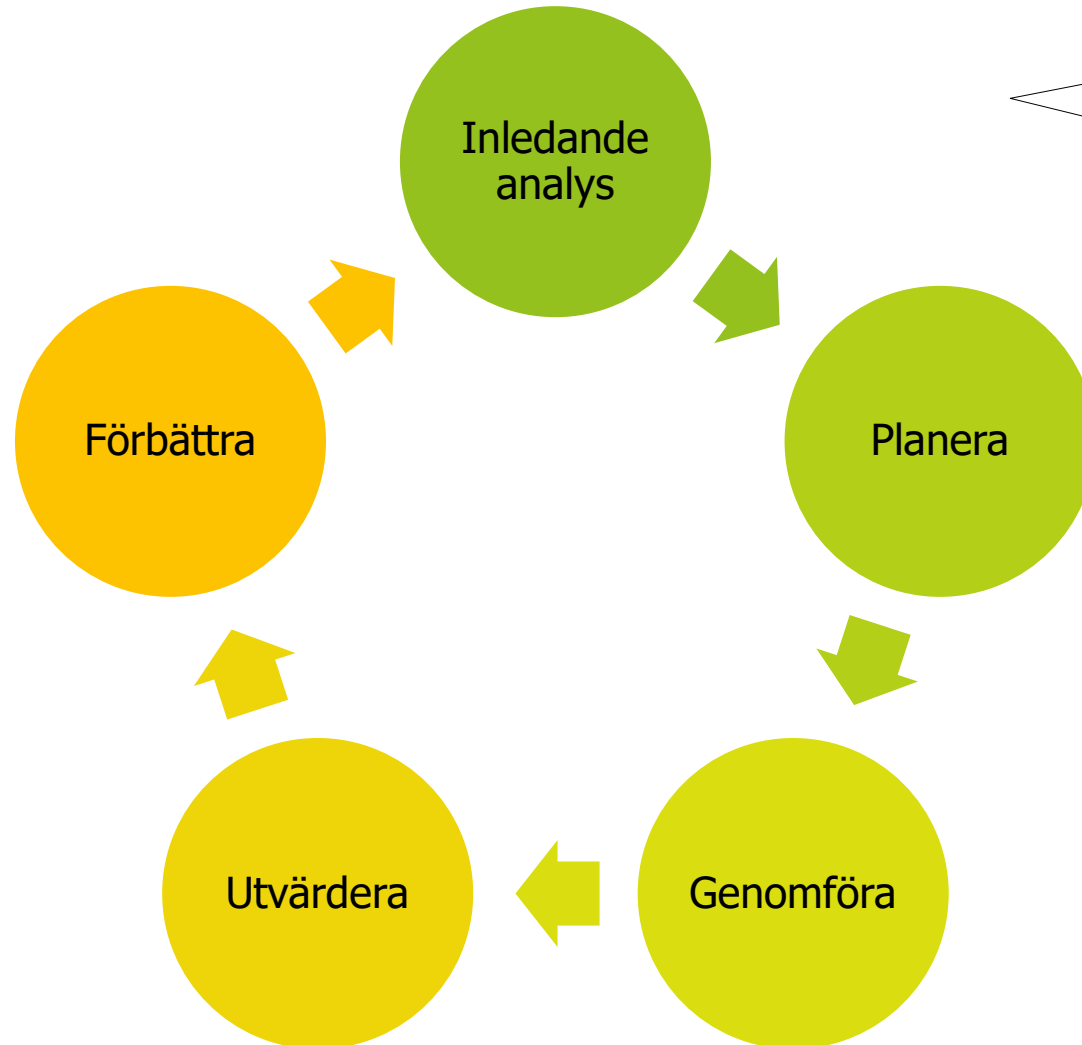 Inledande
analys
Planera
Genomföra
Utvärdera
Förbättra